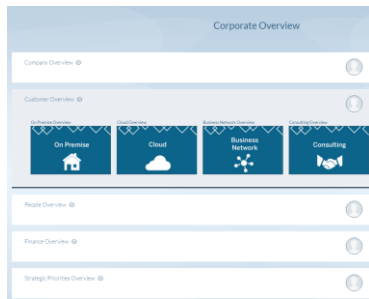 Corporate Overview
Company Overview
Customer Overview
On Premise Overview
Cloud Overview
Business Network Overview
Consulting Overview
On Premise
Cloud
Business
Network
Consulting
People Overview
Finance Overview
Strategic Priorities Overview